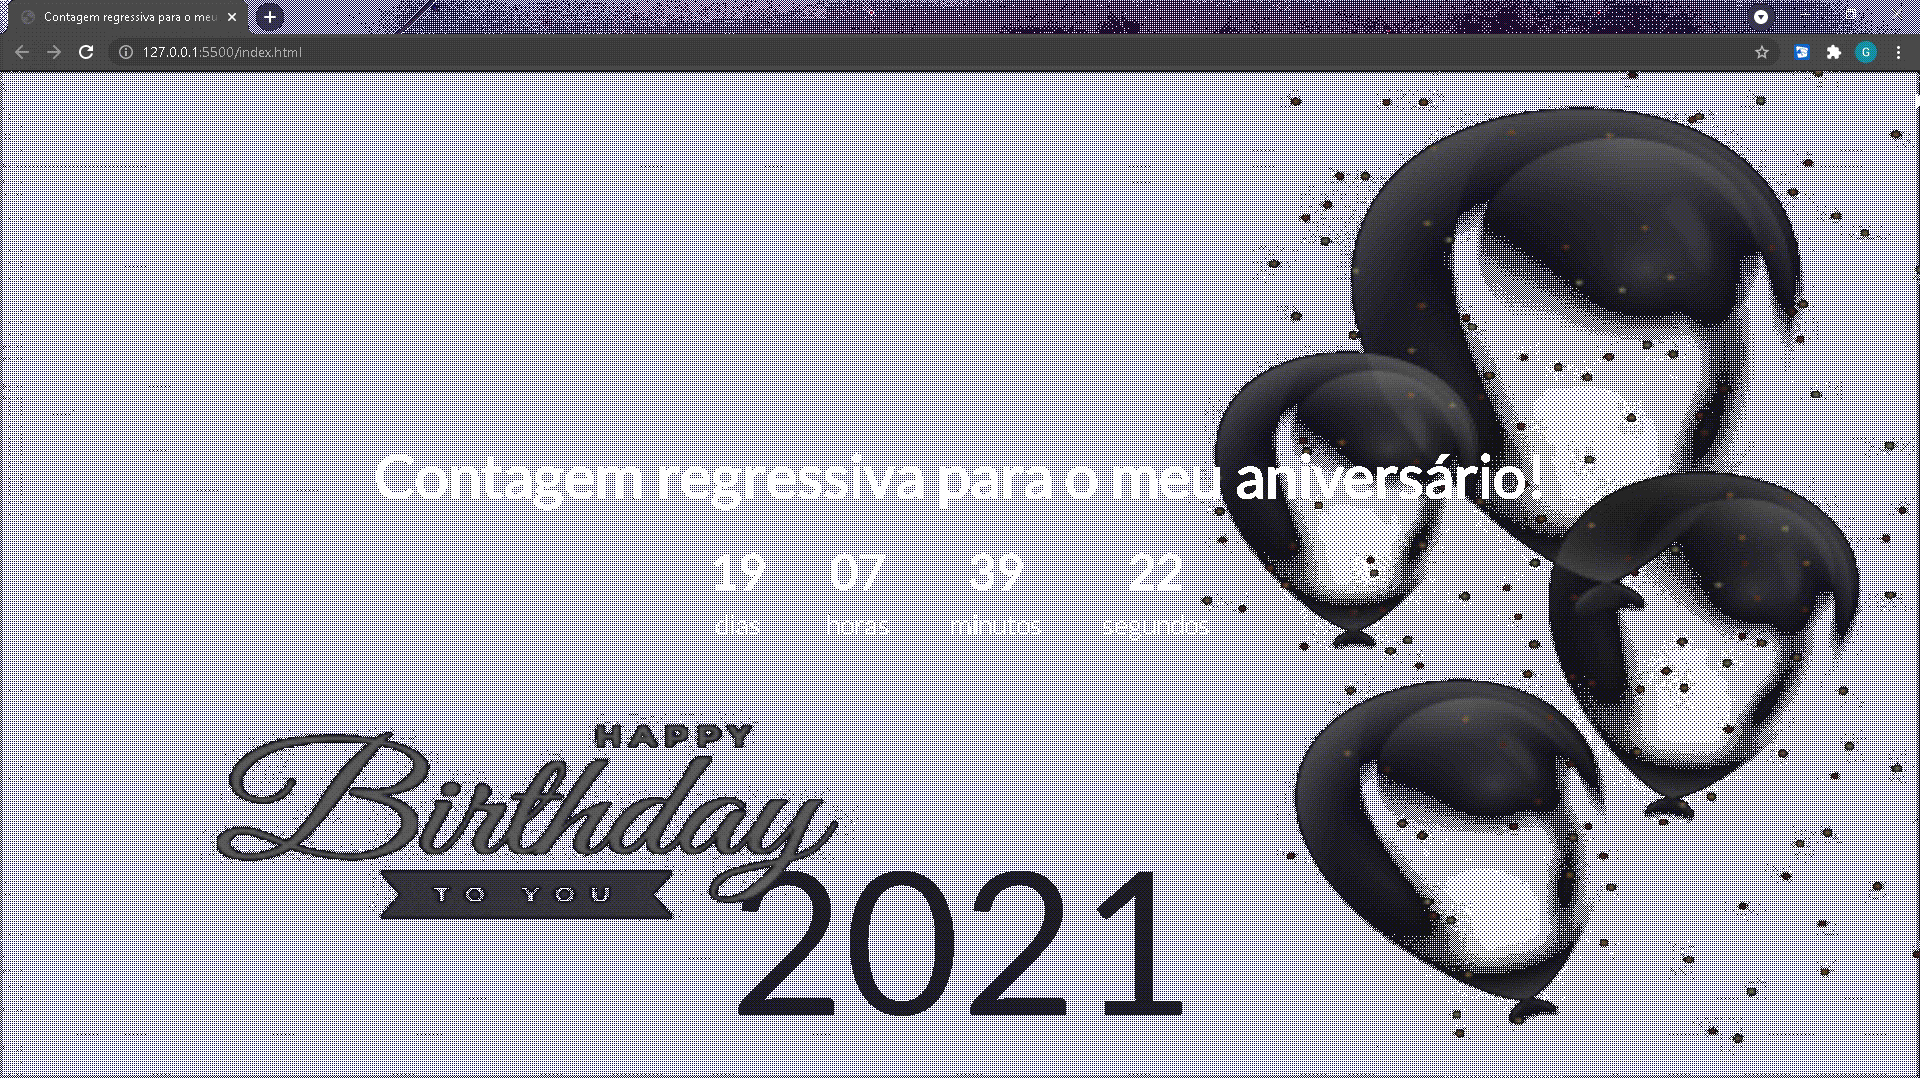 Contagem regressiva para o meu
127.0.0.1:5500/index.html
G
Contagem regressiva para o meu aniversário!
19 07 39 22
dias horas minutos segundos
HAPPY
Birthday
TO YOU
2021